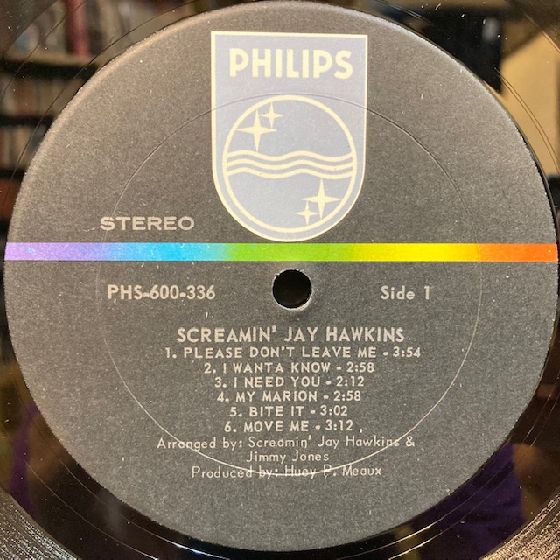 PHILIPS
STEREO
PHS-600-336 Side 1
SCREAMIN' JAY HAWKINS
1. PLEASE DON'T LEAVE ME - 3:54
2. I WANTA KNOW - 2:58
3. I NEED YOU - 2:12
4. MY MARION - 2:58
5. BITE IT - 3:02
6. MOVE ME - 3:12
Arranged by: Screamin' Jay Hawkins &
Jimmy Jones
Produced by: Huey P. Meaux